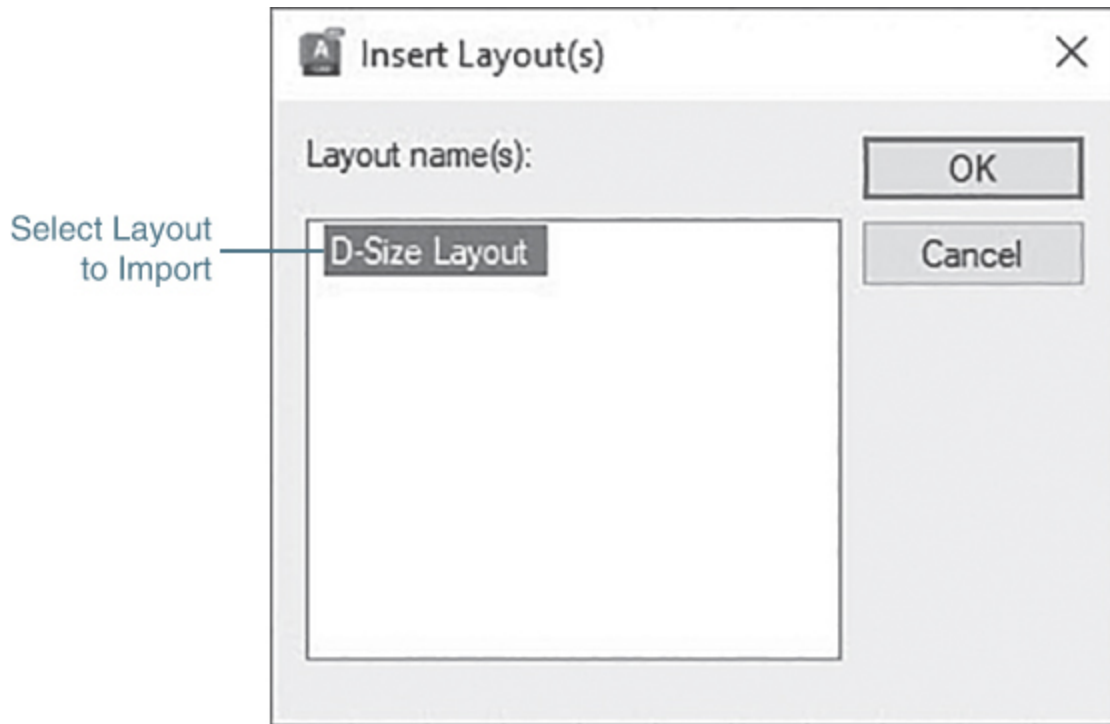 Insert Layout(s)
Layout name(s):
OK
Select Layout
to Import
D-Size Layout
Cancel